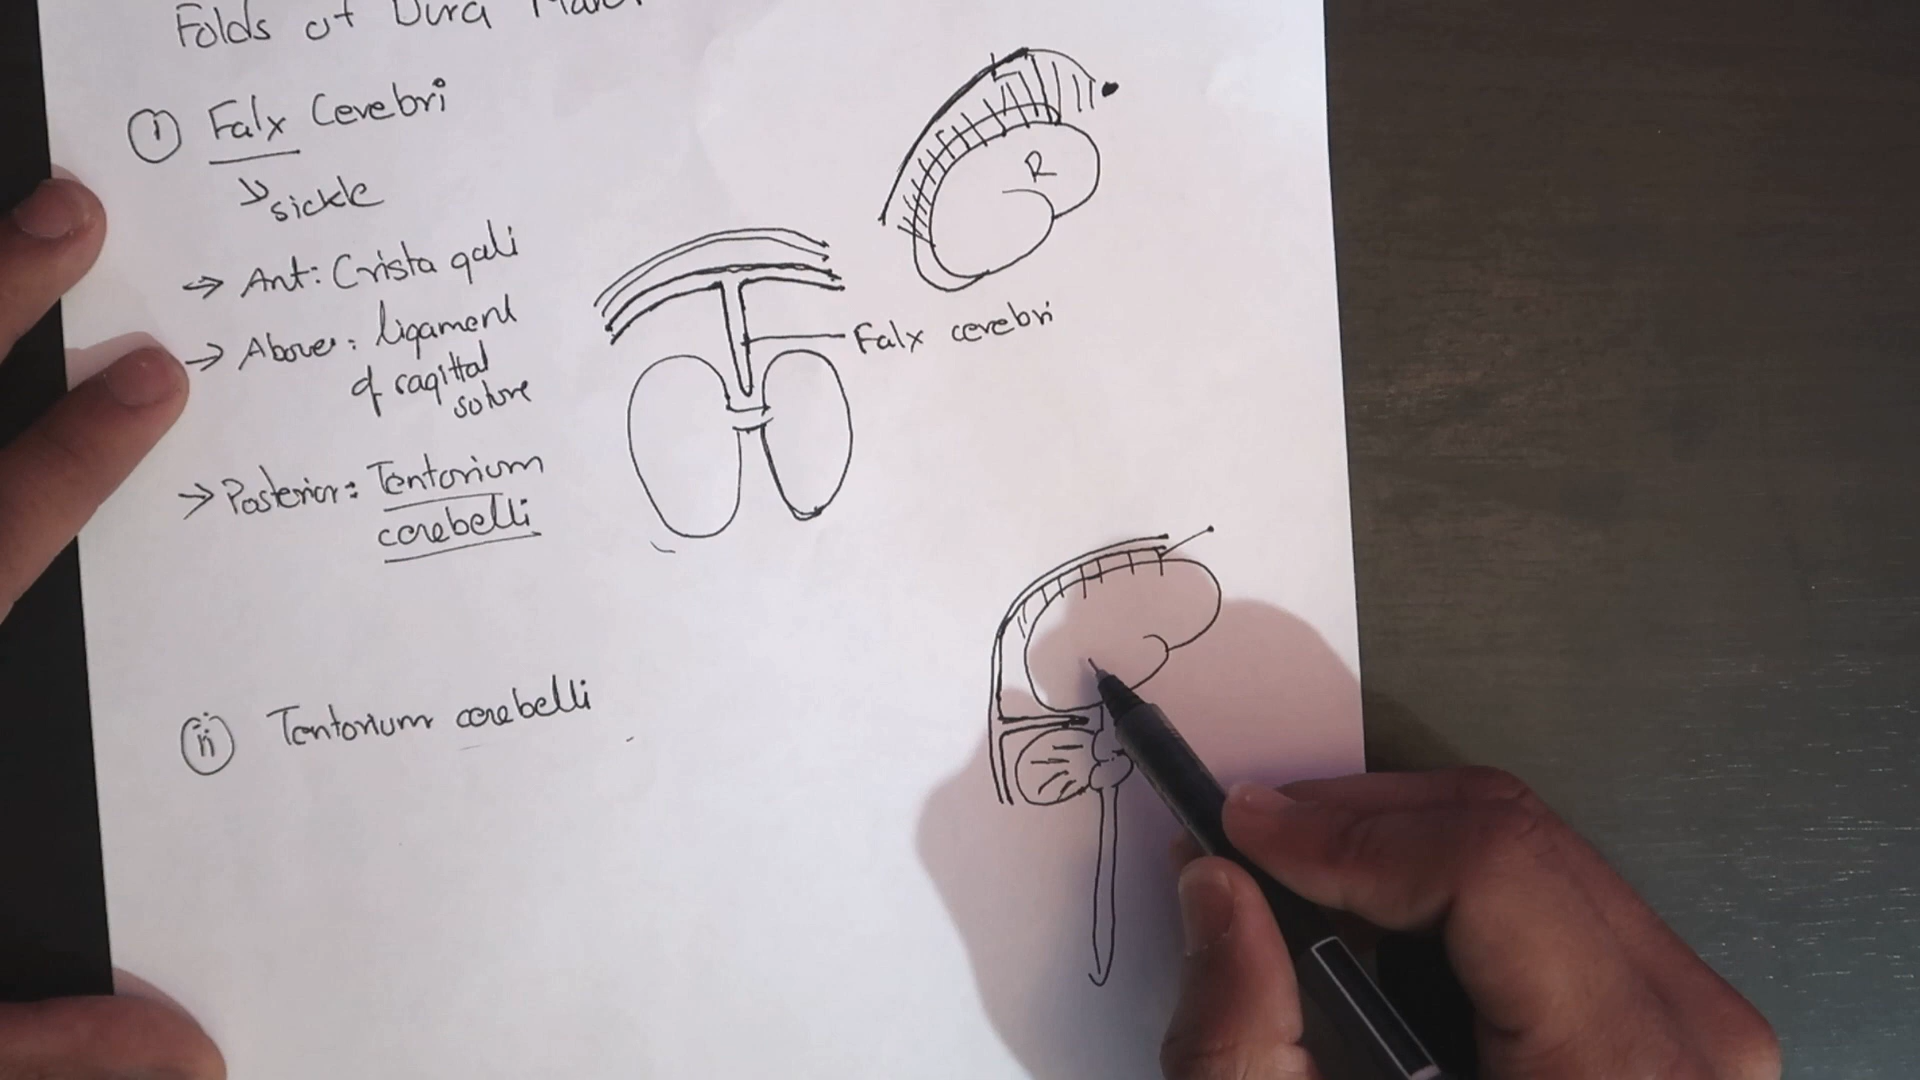 Folds of Dura Mater
① Falx Cerebri
sickle
→ Ant: Crista gali
→ Above: ligament
of sagittal
suture
→ Posterior: Tentorium
cerebelli
Falx cerebri
R
ⅱ Tentorium cerebelli